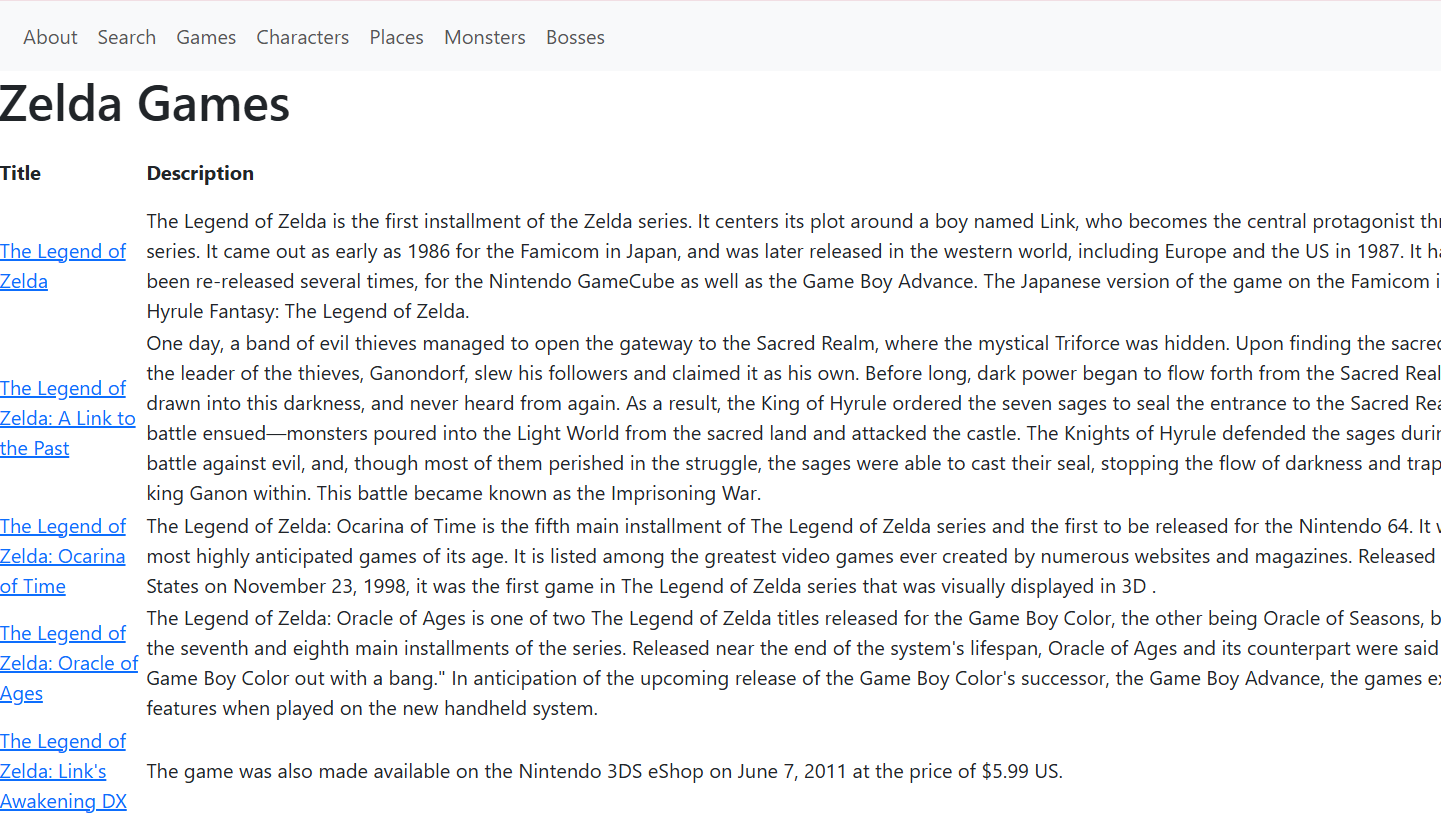 About Search Games Characters Places Monsters Bosses
Zelda Games
Title Description
The Legend of
Zelda
The Legend of Zelda is the first installment of the Zelda series. It centers its plot around a boy named Link, who becomes the central protagonist
series. It came out as early as 1986 for the Famicom in Japan, and was later released in the western world, including Europe and the US in 1987. It
been re-released several times, for the Nintendo GameCube as well as the Game Boy Advance. The Japanese version of the game on the Famicom
Hyrule Fantasy: The Legend of Zelda.
The Legend of
Zelda: A Link to
the Past
One day, a band of evil thieves managed to open the gateway to the Sacred Realm, where the mystical Triforce was hidden. Upon finding the
the leader of the thieves, Ganondorf, slew his followers and claimed it as his own. Before long, dark power began to flow forth from the Sacred
drawn into this darkness, and never heard from again. As a result, the King of Hyrule ordered the seven sages to seal the entrance to the Sacred
battle ensued—monsters poured into the Light World from the sacred land and attacked the castle. The Knights of Hyrule defended the sages
battle against evil, and, though most of them perished in the struggle, the sages were able to cast their seal, stopping the flow of darkness and
king Ganon within. This battle became known as the Imprisoning War.
The Legend of
Zelda: Ocarina
of Time
The Legend of Zelda: Ocarina of Time is the fifth main installment of The Legend of Zelda series and the first to be released for the Nintendo 64. It
most highly anticipated games of its age. It is listed among the greatest video games ever created by numerous websites and magazines. Released
States on November 23, 1998, it was the first game in The Legend of Zelda series that was visually displayed in 3D .
The Legend of
Zelda: Oracle of
Ages
The Legend of Zelda: Oracle of Ages is one of two The Legend of Zelda titles released for the Game Boy Color, the other being Oracle of Seasons,
the seventh and eighth main installments of the series. Released near the end of the system's lifespan, Oracle of Ages and its counterpart were said
Game Boy Color out with a bang." In anticipation of the upcoming release of the Game Boy Color's successor, the Game Boy Advance, the games
features when played on the new handheld system.
The Legend of
Zelda: Link's
Awakening DX
The game was also made available on the Nintendo 3DS eShop on June 7, 2011 at the price of $5.99 US.